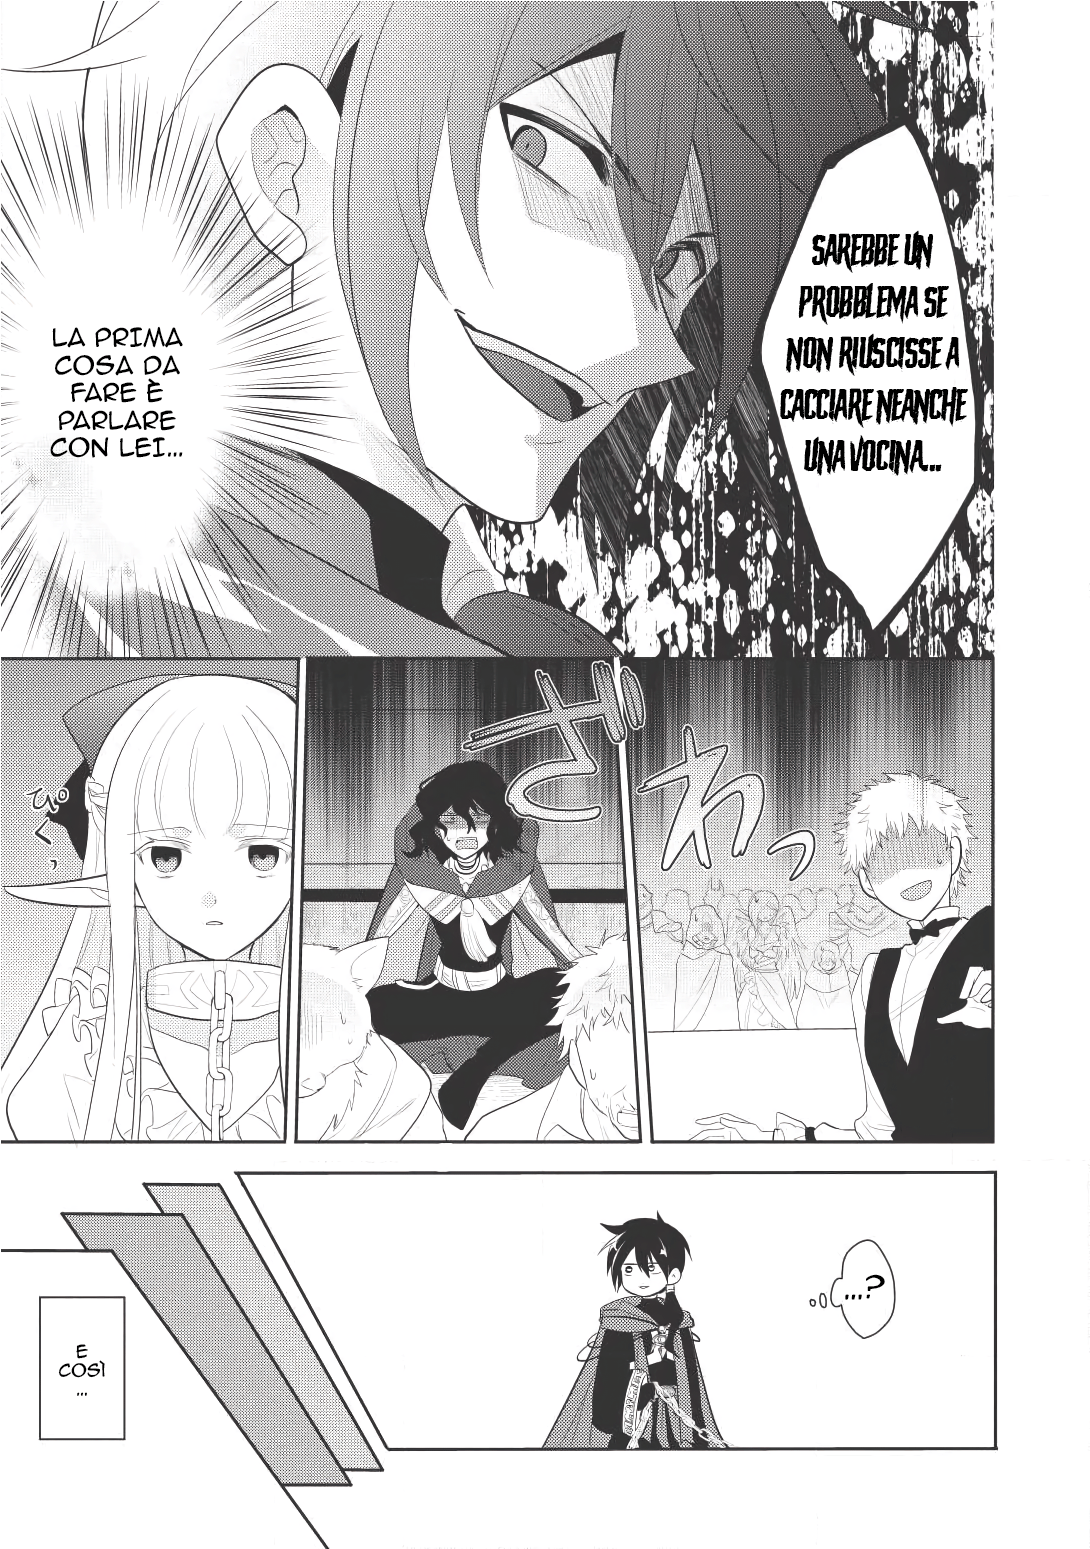 SAREBBE UN
PROBBLEMA SE
NON RIUSCISSE A
CACCIARE NEANCHE
UNA VOCINA...
LA PRIMA
COSA DA
FARE È
PARLARE
CON LEI...
わっ
ざ
ぴくっ
...?
E
COSÌ
...